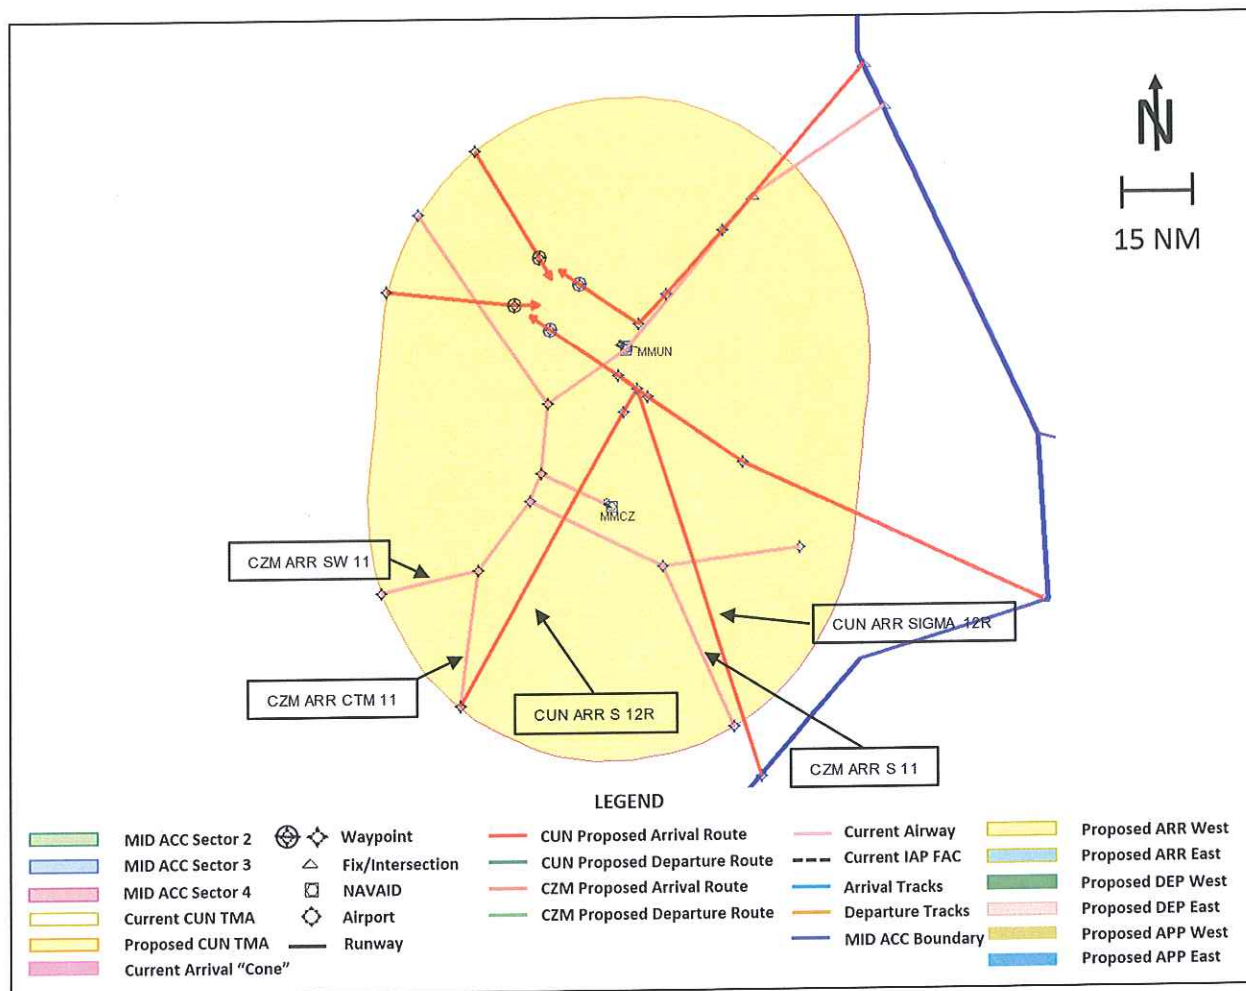 N
15 NM
MMUN
MMCZ
CZM ARR SW 11
CUN ARR SIGMA 12R
CZM ARR CTM 11
CUN ARR S 12R
CZM ARR S 11
LEGEND
MID ACC Sector 2
MID ACC Sector 3
MID ACC Sector 4
Current CUN TMA
Proposed CUN TMA
Current Arrival "Cone"
Waypoint
Fix/Intersection
NAVAID
Airport
Runway
CUN Proposed Arrival Route
CUN Proposed Departure Route
CZM Proposed Arrival Route
CZM Proposed Departure Route
Current Airway
Current IAP FAC
Arrival Tracks
Departure Tracks
MID ACC Boundary
Proposed ARR West
Proposed ARR East
Proposed DEP West
Proposed DEP East
Proposed APP West
Proposed APP East